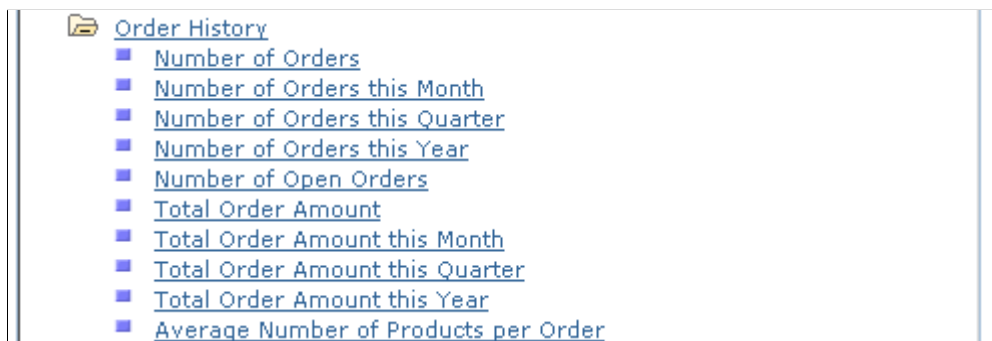 Order History
Number of Orders
Number of Orders this Month
Number of Orders this Quarter
Number of Orders this Year
Number of Open Orders
Total Order Amount
Total Order Amount this Month
Total Order Amount this Quarter
Total Order Amount this Year
Average Number of Products per Order